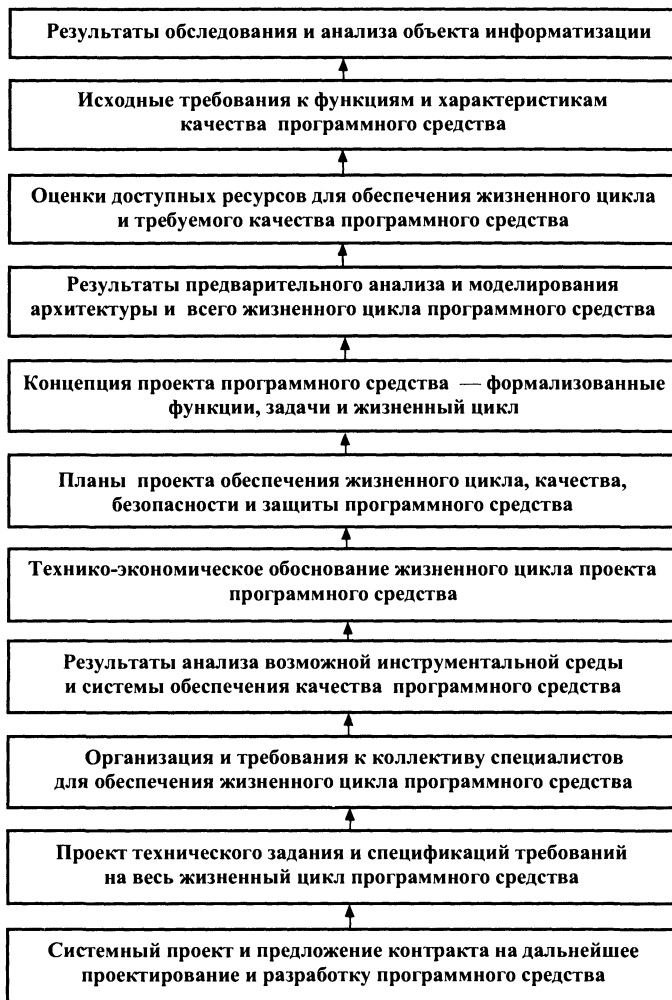 Результаты обследования и анализа объекта информатизации
Исходные требования к функциям и характеристикам
качества программного средства
Оценки доступных ресурсов для обеспечения жизненного цикла
и требуемого качества программного средства
Результаты предварительного анализа и моделирования
архитектуры и всего жизненного цикла программного средства
Концепция проекта программного средства — формализованные
функции, задачи и жизненный цикл
Планы проекта обеспечения жизненного цикла, качества,
безопасности и защиты программного средства
Технико-экономическое обоснование жизненного цикла проекта
программного средства
Результаты анализа возможной инструментальной среды
и системы обеспечения качества программного средства
Организация и требования к коллективу специалистов
для обеспечения жизненного цикла программного средства
Проект технического задания и спецификаций требований
на весь жизненный цикл программного средства
Системный проект и предложение контракта на дальнейшее
проектирование и разработку программного средства